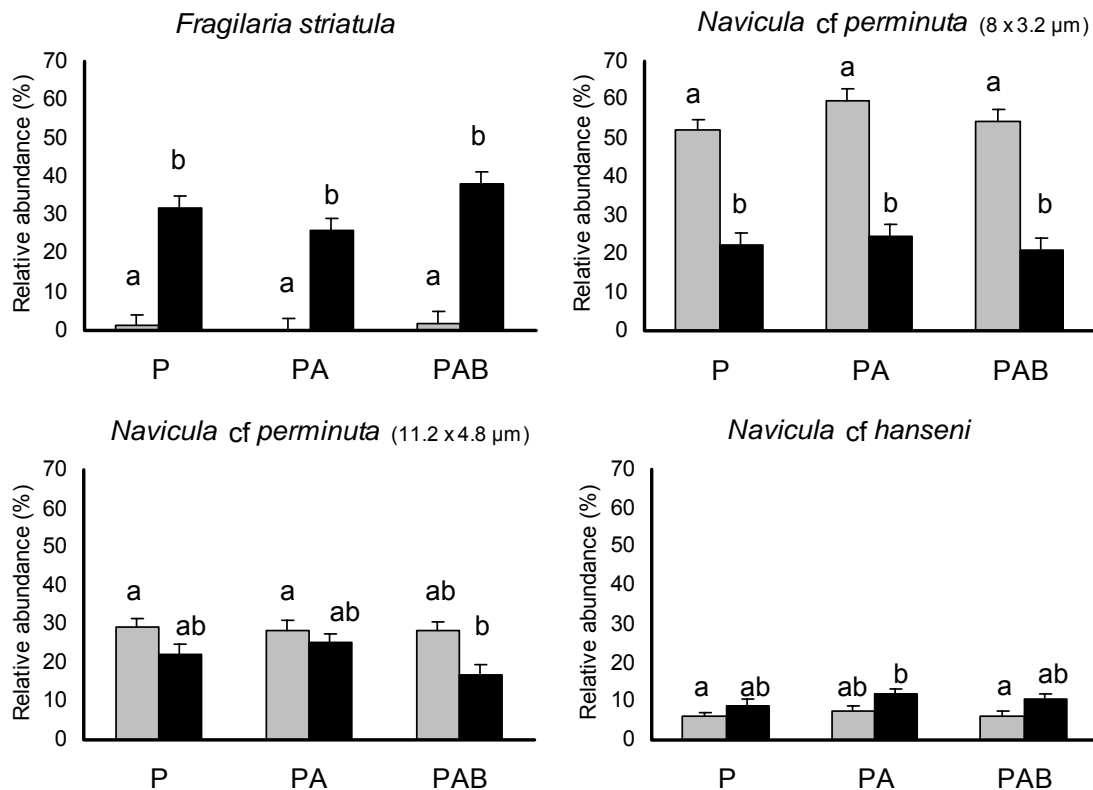 Fragilaria striatula
Relative abundance (%)
70
60
50
40
30
20
10
0
a
b
a
b
a
b
P
PA
PAB
Navicula cf perminuta (8 x 3.2 µm)
Relative abundance (%)
70
60
50
40
30
20
10
0
a
b
a
b
a
b
P
PA
PAB
Navicula cf perminuta (11.2 x 4.8 µm)
Relative abundance (%)
70
60
50
40
30
20
10
0
a
ab
a
ab
ab
b
P
PA
PAB
Navicula cf hanseni
Relative abundance (%)
70
60
50
40
30
20
10
0
a
ab
ab
b
a
ab
P
PA
PAB